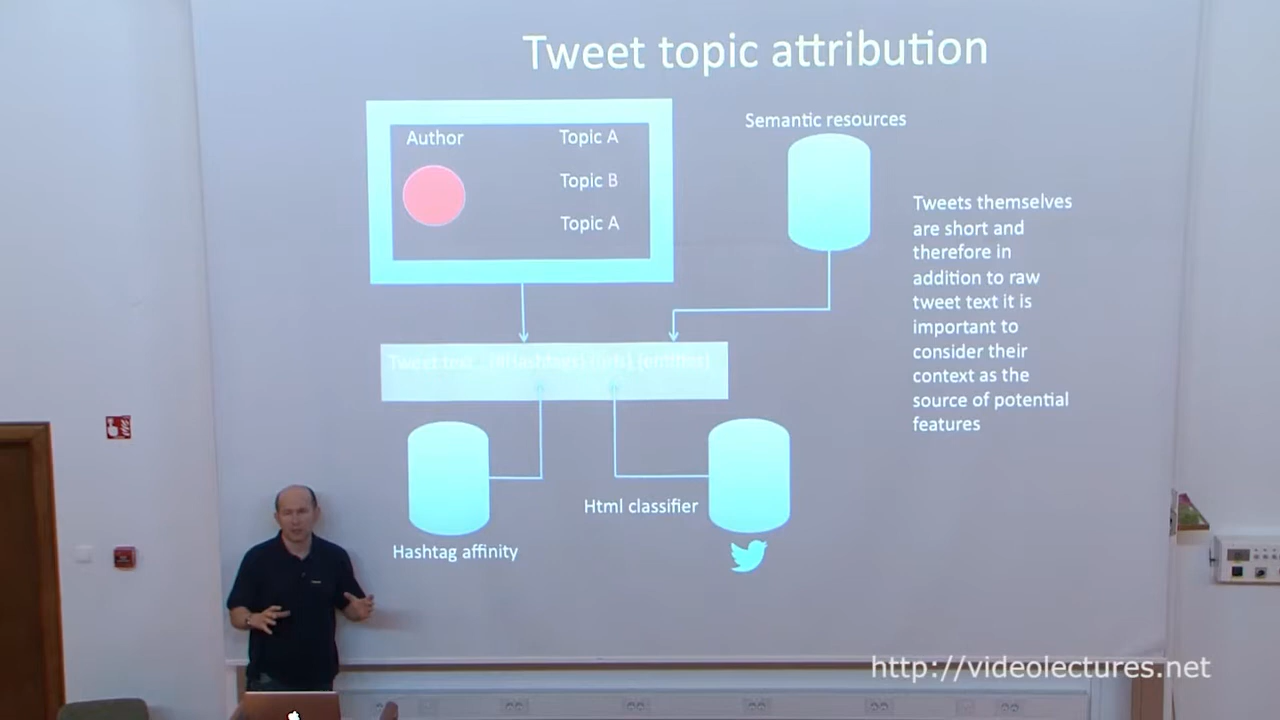 Tweet topic attribution
Author
Topic A
Topic B
Topic A
Semantic resources
Tweets themselves
are short and
therefore in
addition to raw
tweet text it is
important to
consider their
context as the
source of potential
features
Tweet text
Html classifier
Hashtag affinity
http://videolectures.net